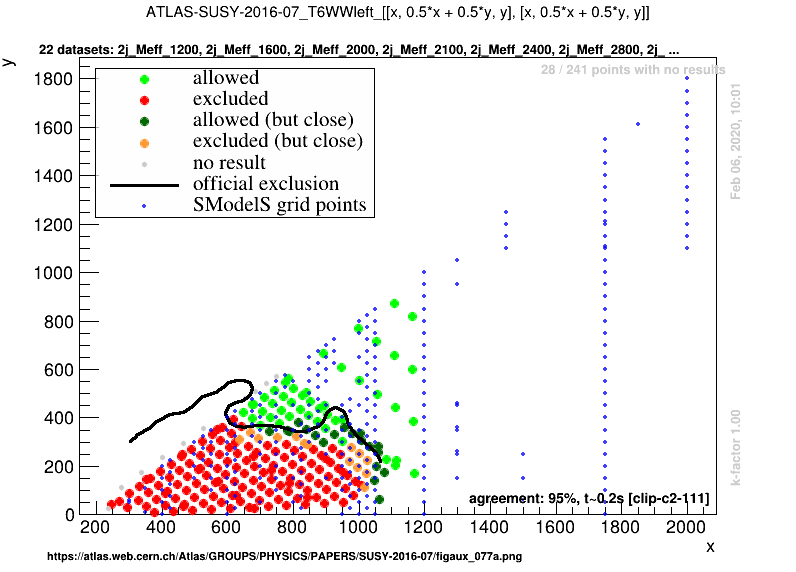 ATLAS-SUSY-2016-07_T6WWleft_[[x, 0.5*x + 0.5*y, y], [x, 0.5*x + 0.5*y, y]]
22 datasets: 2j_Meff_1200, 2j_Meff_1600, 2j_Meff_2000, 2j_Meff_2100, 2j_Meff_2400, 2j_Meff_2800, 2j_ ...
y
28 / 241 points with no results
allowed
excluded
allowed (but close)
excluded (but close)
no result
official exclusion
SModelS grid points
1800
1600
1400
1200
1000
800
600
400
200
0
Feb 06, 2020, 10:01
k-factor 1.00
agreement: 95%, t~0.2s [clip-c2-111]
200 400 600 800 1000 1200 1400 1600 1800 2000
x
https://atlas.web.cern.ch/Atlas/GROUPS/PHYSICS/PAPERS/SUSY-2016-07/figaux_077a.png